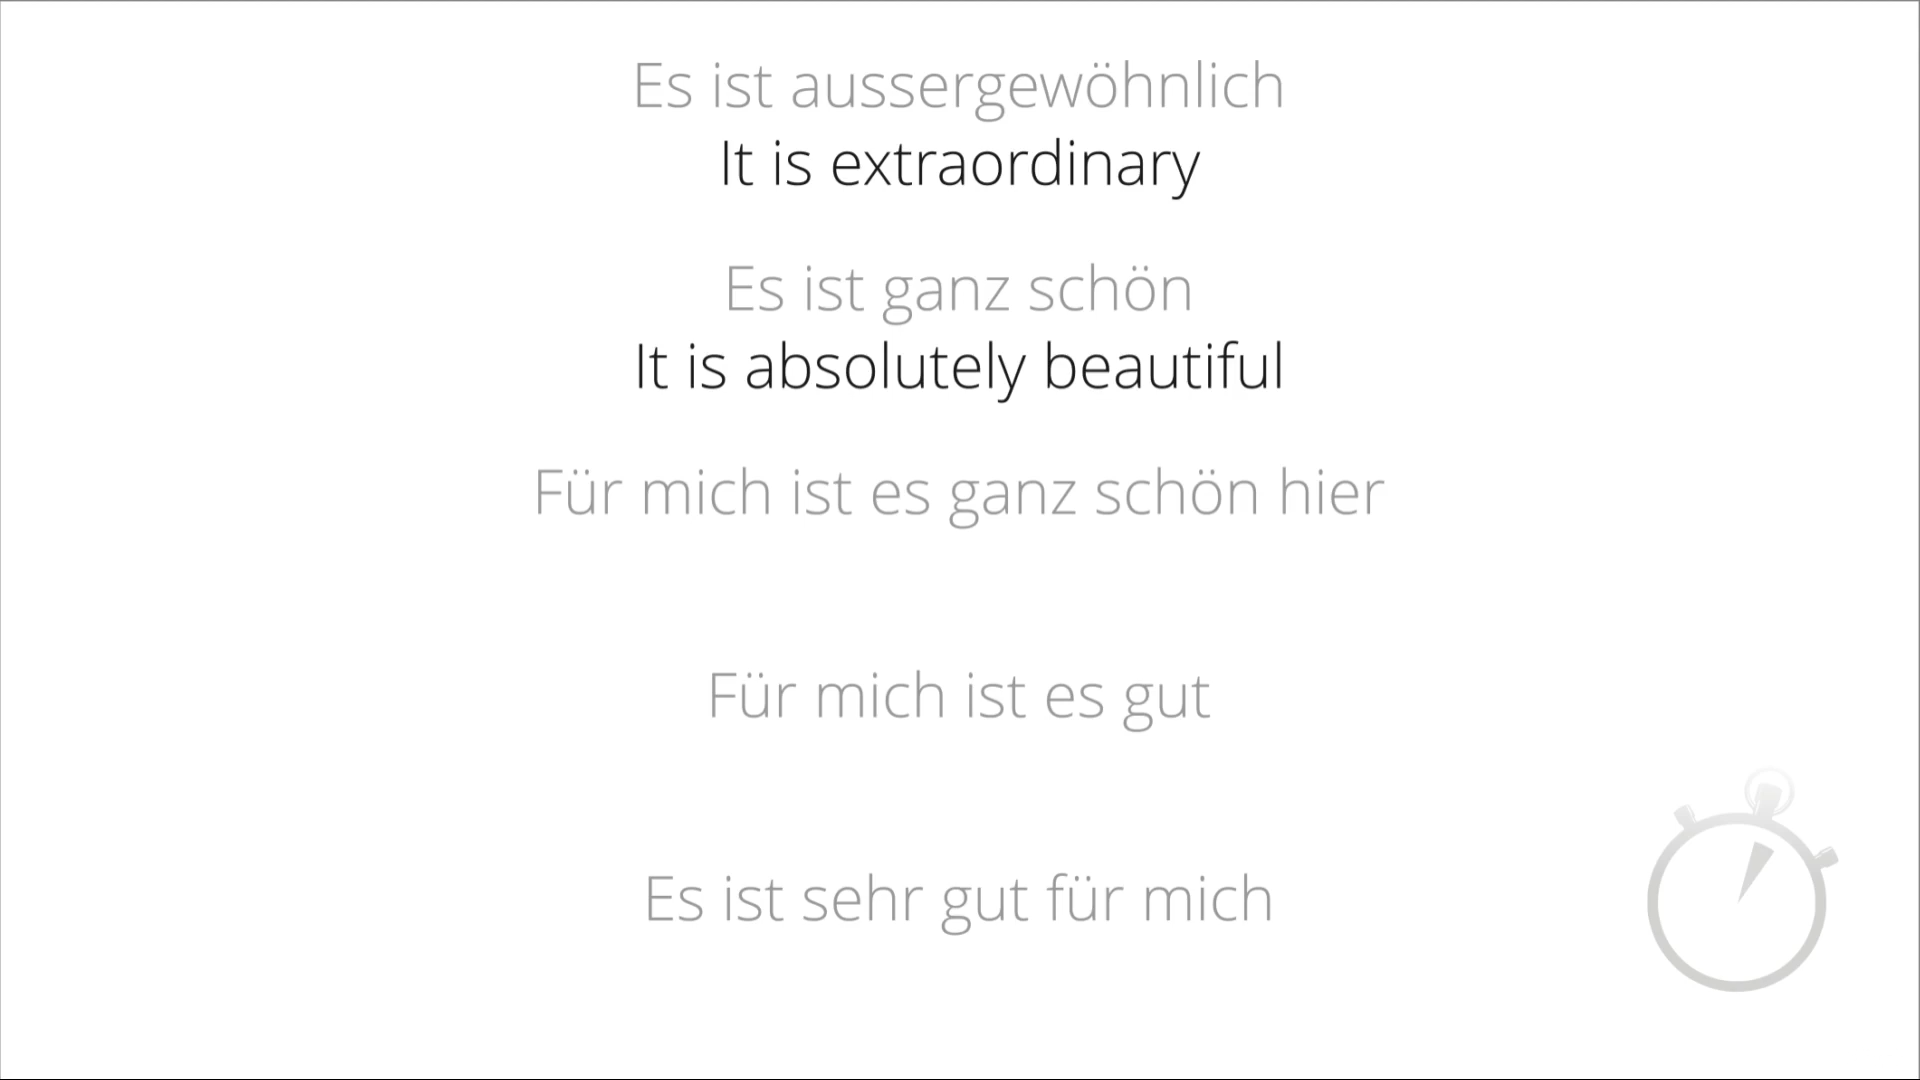 Es ist aussergewöhnlich
It is extraordinary
Es ist ganz schön
It is absolutely beautiful
Für mich ist es ganz schön hier
Für mich ist es gut
Es ist sehr gut für mich